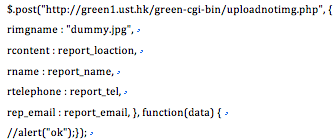 $.post("http://green1.ust.hk/green-cgi-bin/uploadnotimg.php", {
rimgname : "dummy.jpg",
rcontent : report_loaction,
rname : report_name,
rtelephone : report_tel,
rep_email : report_email, }, function(data) {
//alert("ok");});